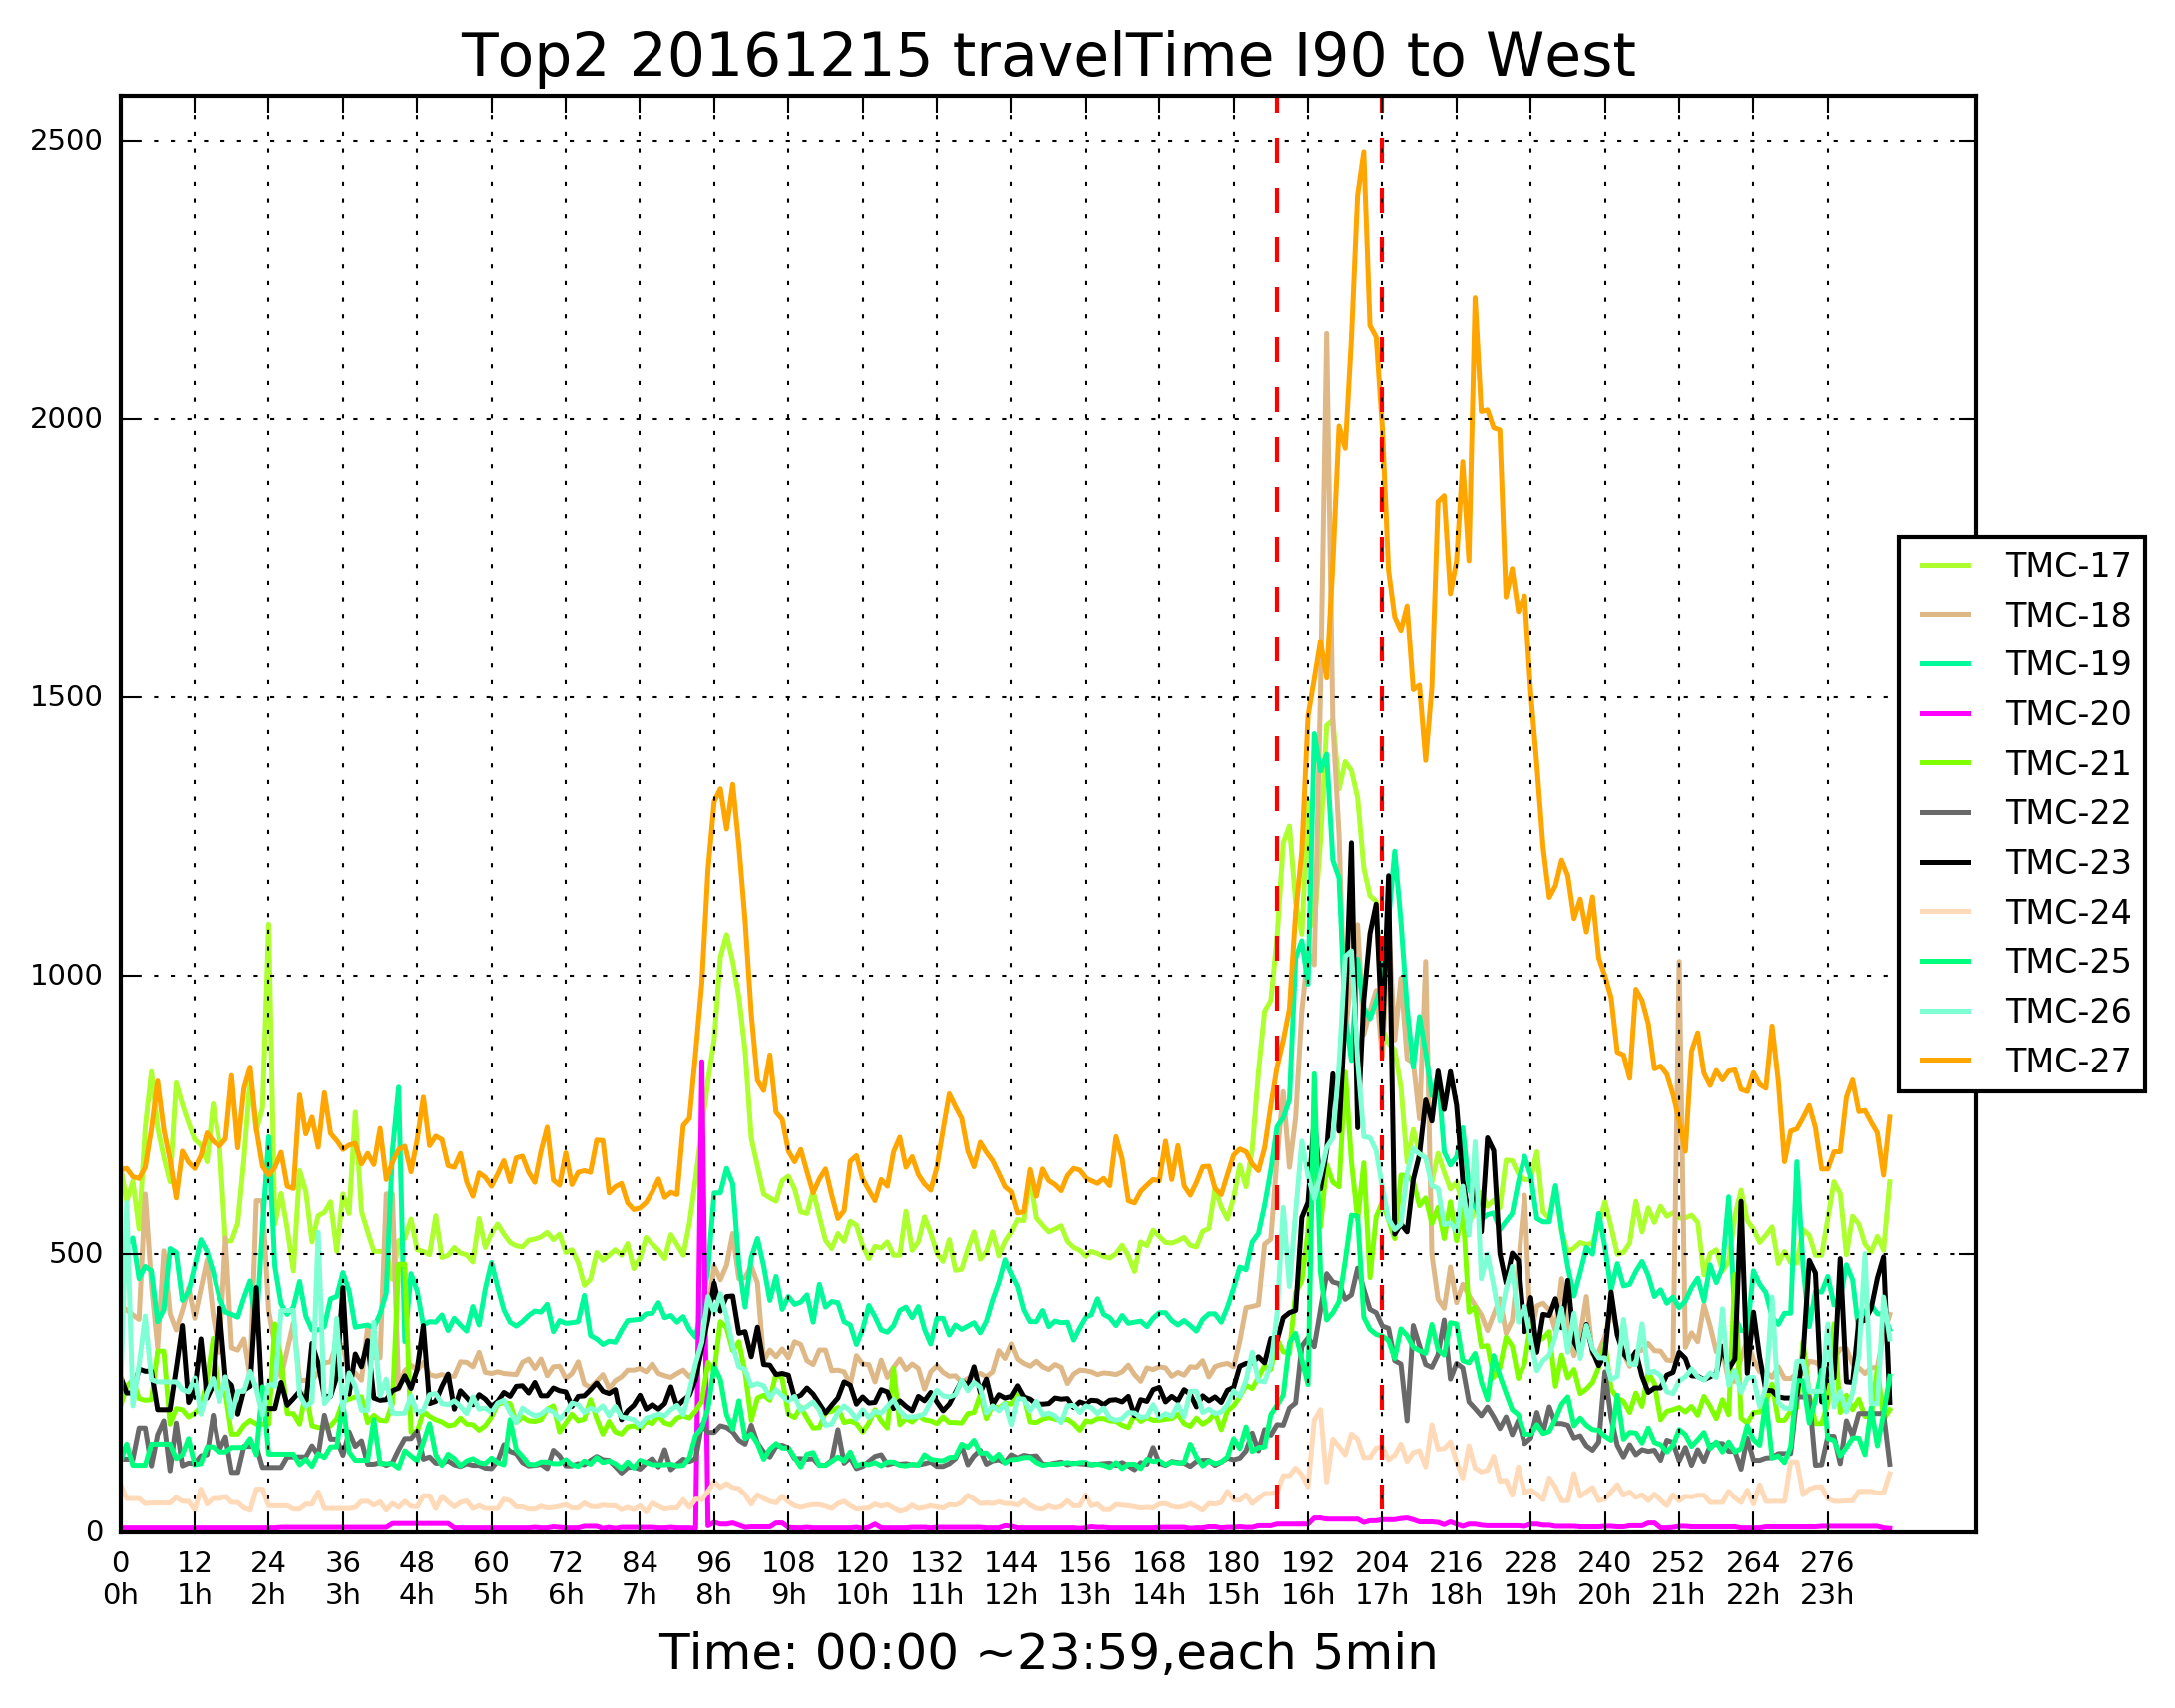 Top2 20161215 travelTime I90 to West
2500
2000
1500
1000
500
0
TMC-17
TMC-18
TMC-19
TMC-20
TMC-21
TMC-22
TMC-23
TMC-24
TMC-25
TMC-26
TMC-27
0 12 24 36 48 60 72 84 96 108 120 132 144 156 168 180 192 204 216 228 240 252 264 276
0h 1h 2h 3h 4h 5h 6h 7h 8h 9h 10h 11h 12h 13h 14h 15h 16h 17h 18h 19h 20h 21h 22h 23h
Time: 00:00 ~23:59,each 5min